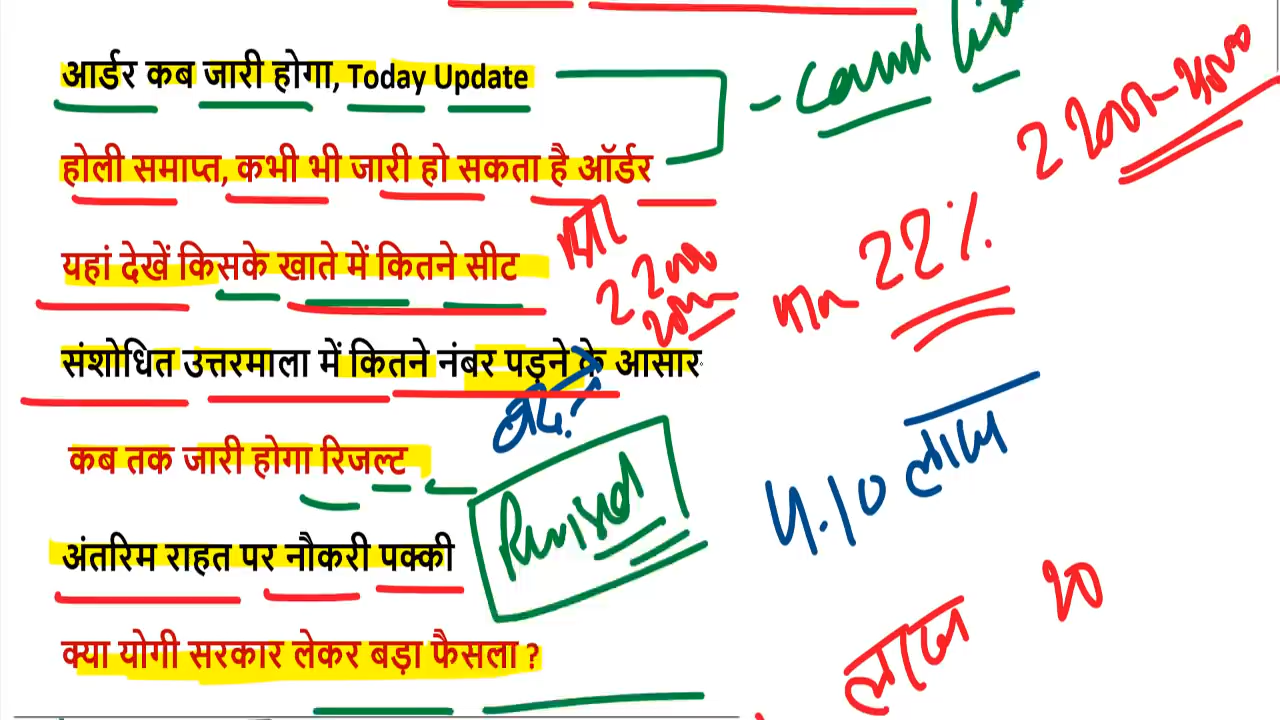 आर्डर कब जारी होगा, Today Update
होली समाप्त, कभी भी जारी हो सकता है ऑर्डर
यहां देखें किसके खाते में कितने सीट
22%
संशोधित उत्तरमाला में कितने नंबर पड़ने के आसार
कब तक जारी होगा रिजल्ट
Revised
4.10 लाख
अंतरिम राहत पर नौकरी पक्की
लाख
क्या योगी सरकार लेकर बड़ा फैसला ?